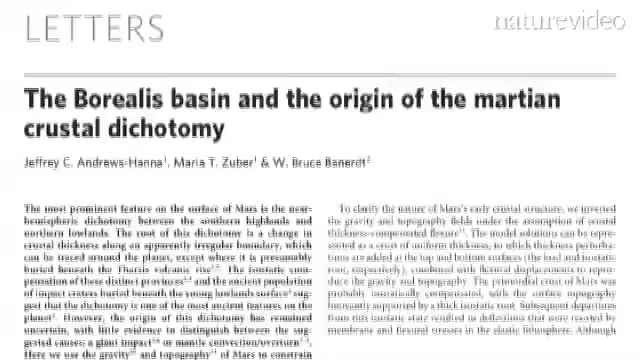 LETTERS
naturevideo
The Borealis basin and the origin of the martian
crustal dichotomy
Jeffrey C. Andrews-Hanna¹, Maria T. Zuber¹ & W. Bruce Banerdt²
The most prominent feature on the surface of Mars is the near-
hemispheric dichotomy between the southern highlands and
northern lowlands. The root of this dichotomy is a change in
crustal thickness along an apparently irregular boundary, which
can be traced around the planet, except where it is presumably
buried beneath the Tharsis volcanic rise. The isostatic com-
pensation of these distinct provinces and the ancient population
of impact craters buried beneath the young lowlands surface sug-
gest that the dichotomy is one of the most ancient features on the
planet. However, the origin of this dichotomy has remained
uncertain, with little evidence to distinguish between the sug-
gested causes: a giant impact or mantle convection/overturn.
Here we use the gravity and topography of Mars to constrain
To clarify the nature of Mars's early crustal structure, we inverted
the gravity and topography fields under the assumption of crustal
thickness-compensated flexure. The model solution can be repre-
sented as a crust of uniform thickness, to which thickness perturba-
tions are added at the top and bottom surfaces (the load and isostatic
root, respectively), combined with flexural displacements to repro-
duce the gravity and topography. The primordial crust of Mars was
probably isostatically compensated, with the surface topography
supported by a thick isostatic root. Subsequent departures
from this isostatic state resulted in deflections that were resisted by
membrane and flexural stresses in the elastic lithosphere. Although